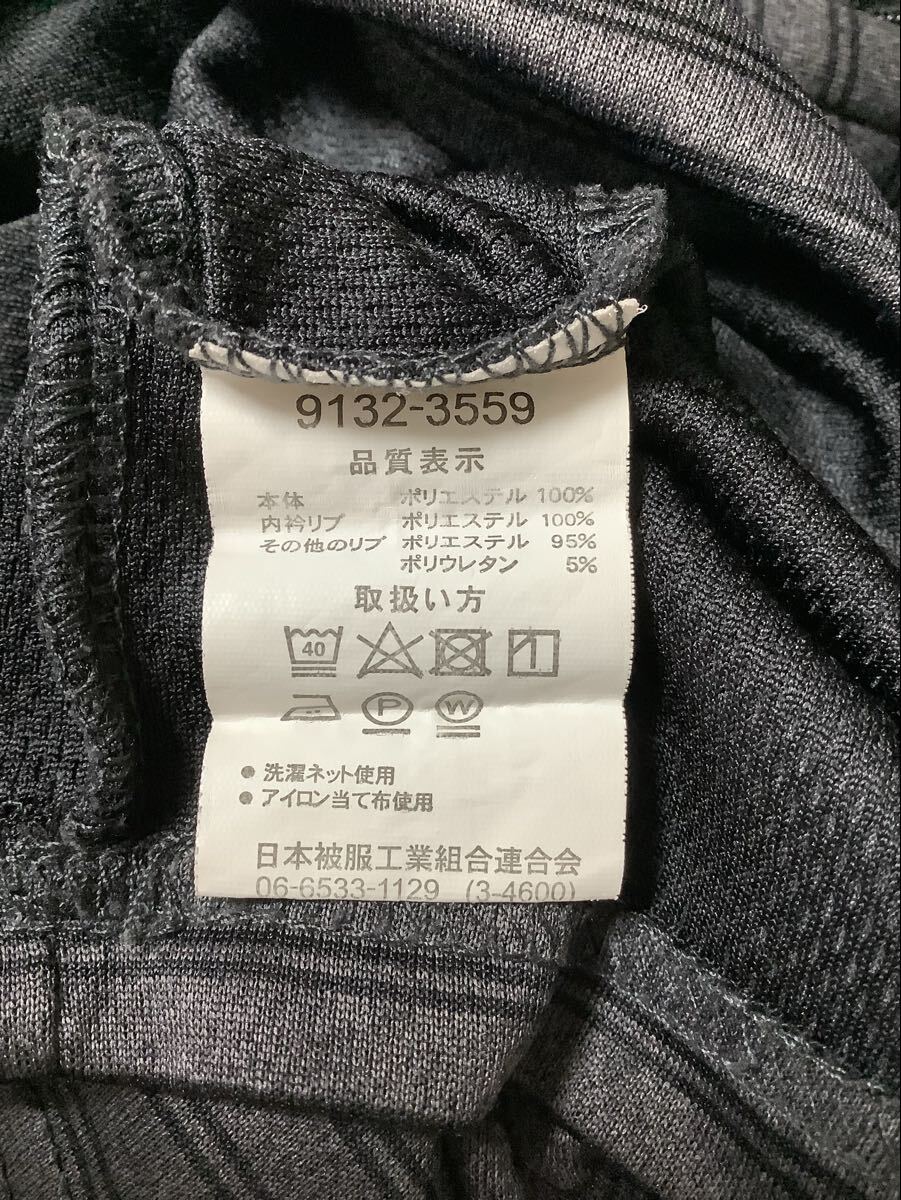 9132-3559
品質表示
本体 ポリエステル 100%
内衿リブ ポリエステル 100%
その他のリブ ポリエステル 95%
ポリウレタン 5%
取扱い方
40
P W
● 洗濯ネット使用
● アイロン当て布使用
日本被服工業組合連合会
06-6533-1129 (3-4600)